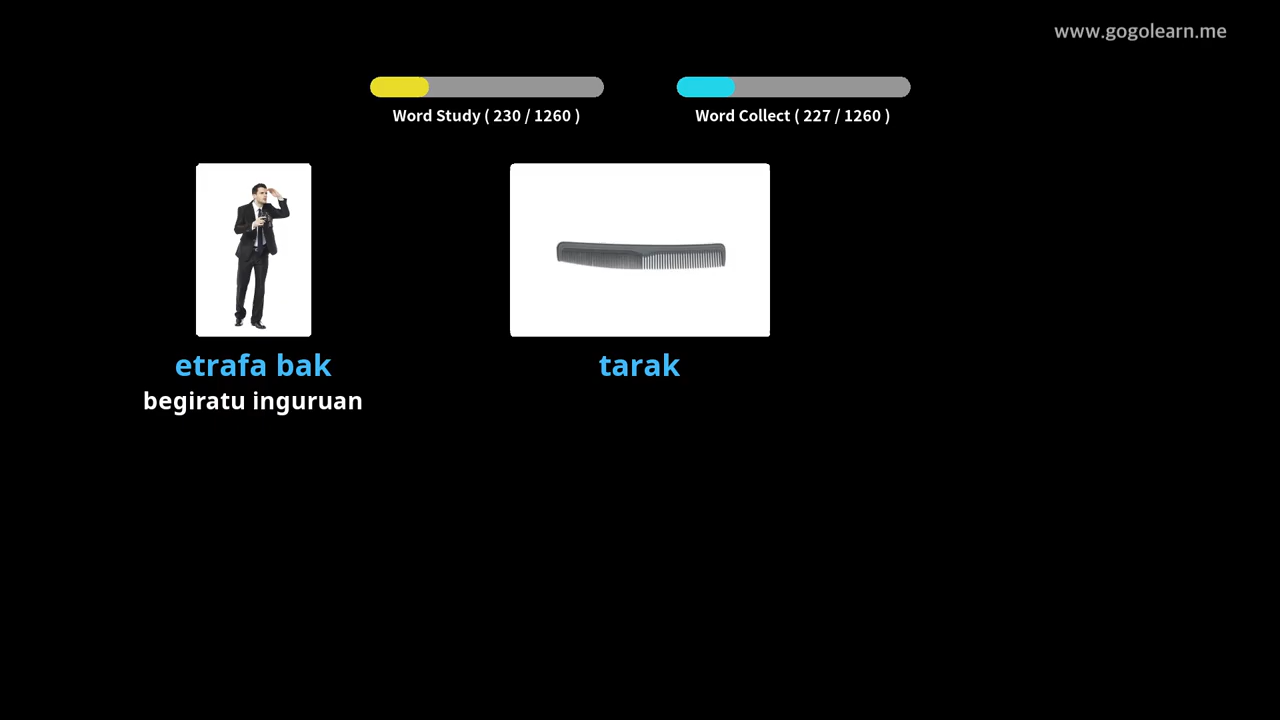 www.gogolearn.me
Word Study ( 230 / 1260 )
Word Collect ( 227 / 1260 )
etrafa bak
begiratu inguruan
tarak